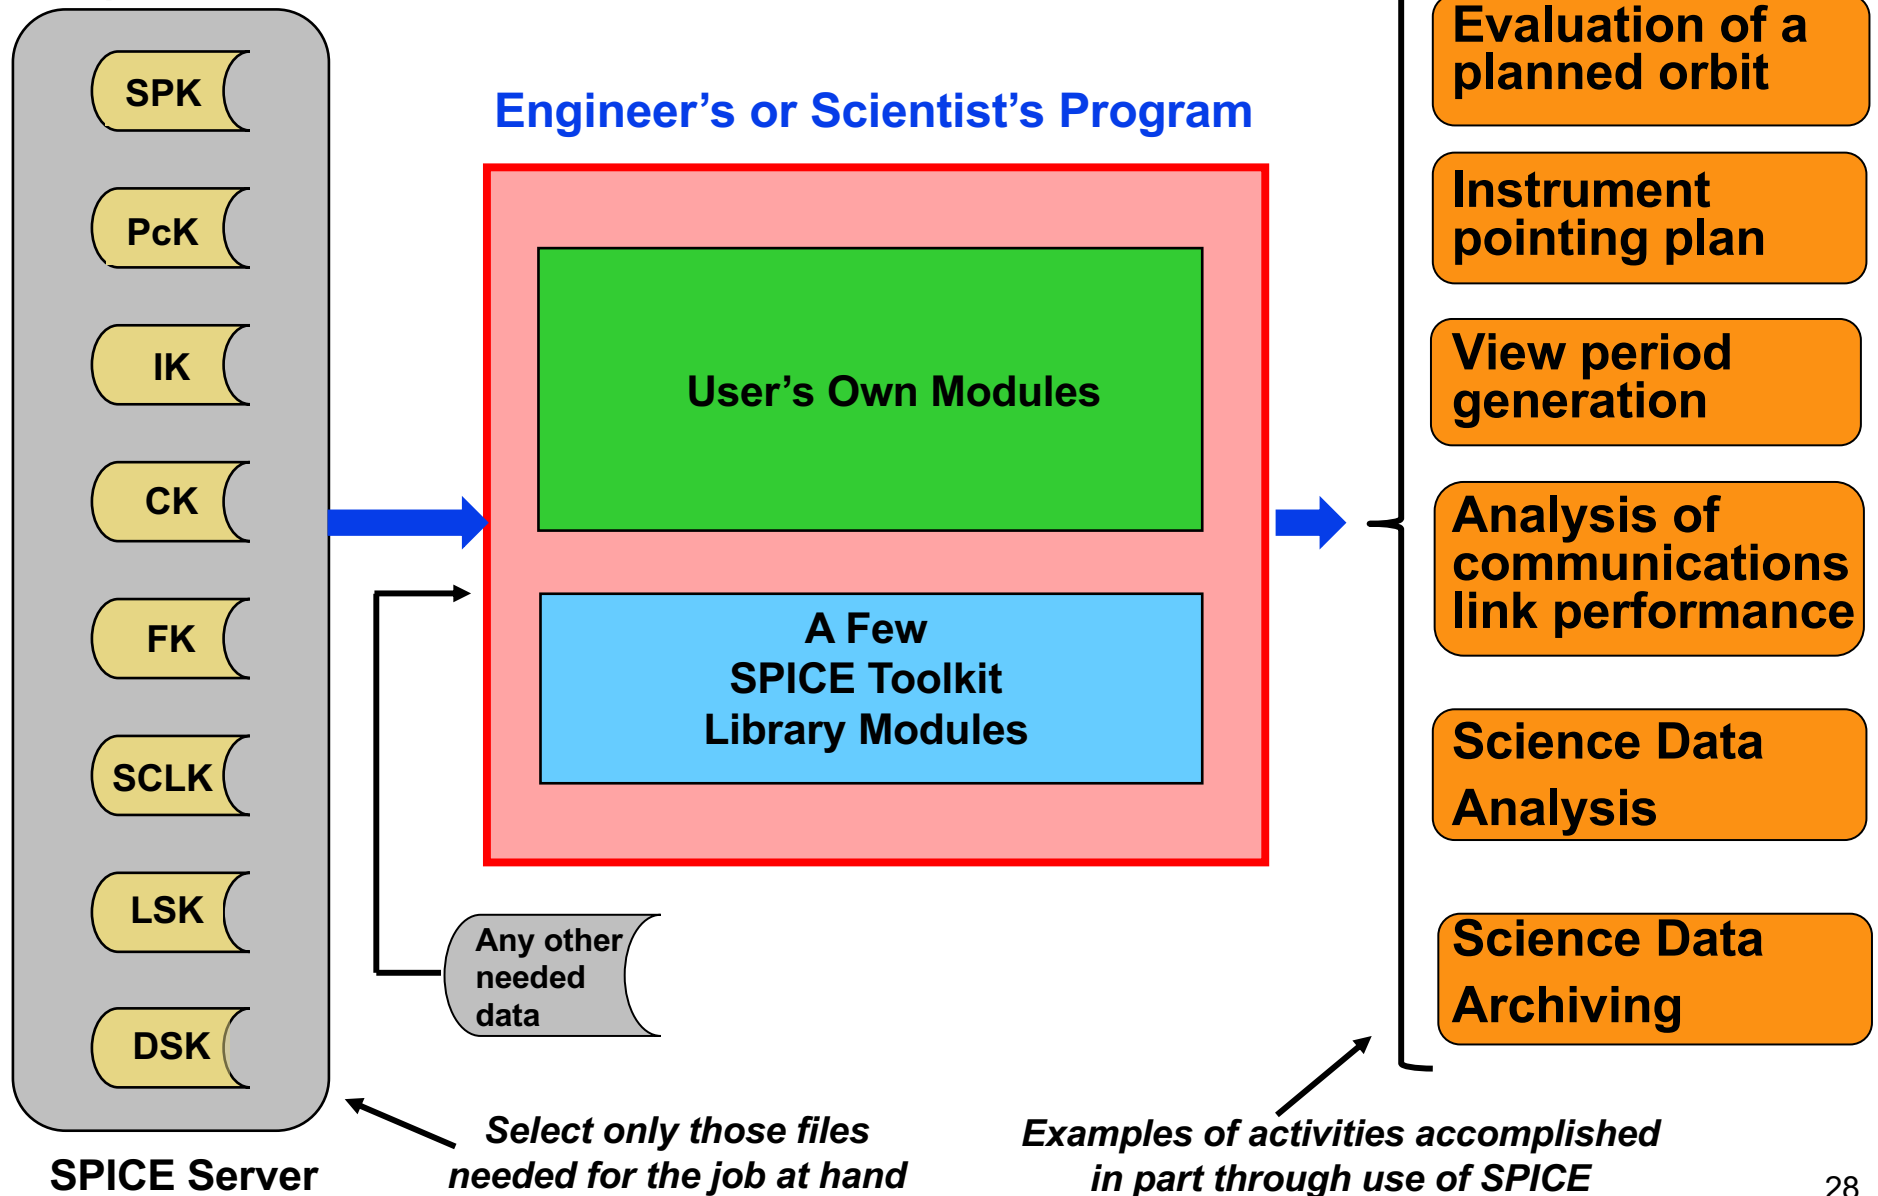 SPK
PcK
IK
CK
FK
SCLK
LSK
DSK
SPICE Server
Select only those files
needed for the job at hand
Engineer's or Scientist's Program
User's Own Modules
A Few
SPICE Toolkit
Library Modules
Any other
needed
data
Evaluation of a
planned orbit
Instrument
pointing plan
View period
generation
Analysis of
communications
link performance
Science Data
Analysis
Science Data
Archiving
Examples of activities accomplished
in part through use of SPICE
28